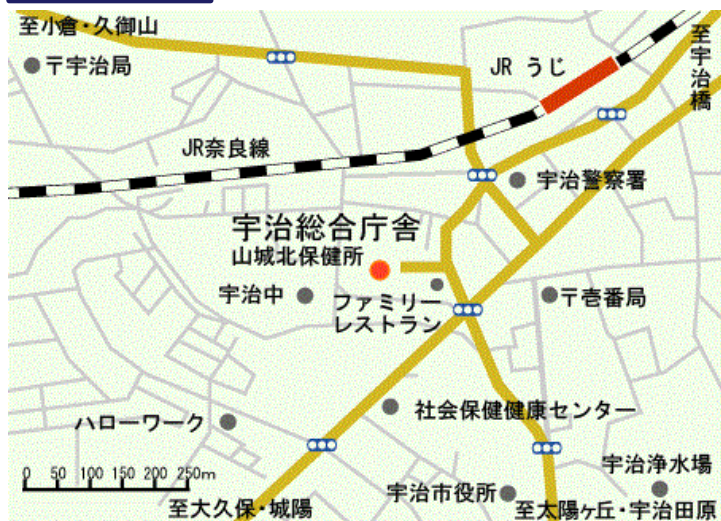 至小倉・久御山
〒宇治局
JR うじ
至宇治橋
JR奈良線
宇治警察署
宇治総合庁舎
山城北保健所
宇治中
ファミリー
レストラン
〒壱番局
ハローワーク
社会保健健康センター
0 50 100 150 200 250m
宇治浄水場
宇治市役所
至大久保・城陽
至太陽ヶ丘・宇治田原